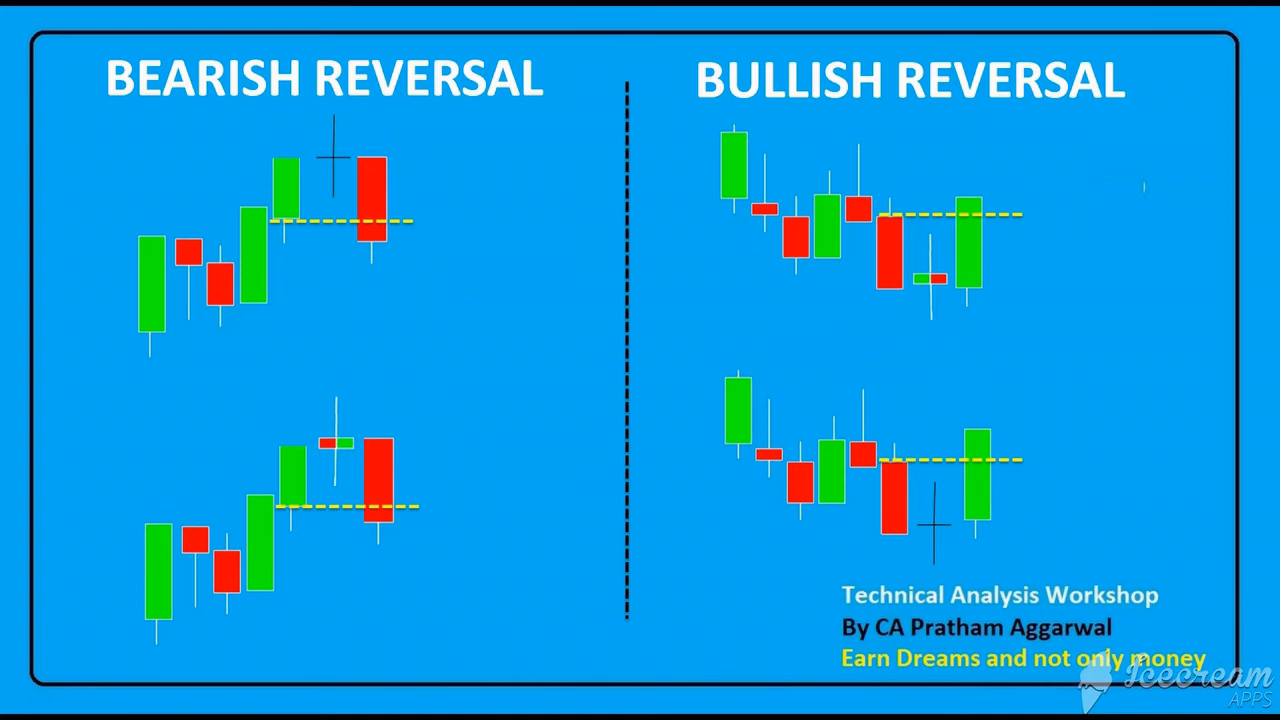 BEARISH REVERSAL
BULLISH REVERSAL
Technical Analysis Workshop
By CA Pratham Aggarwal
Earn Dreams and not only money
Icecream
APPS